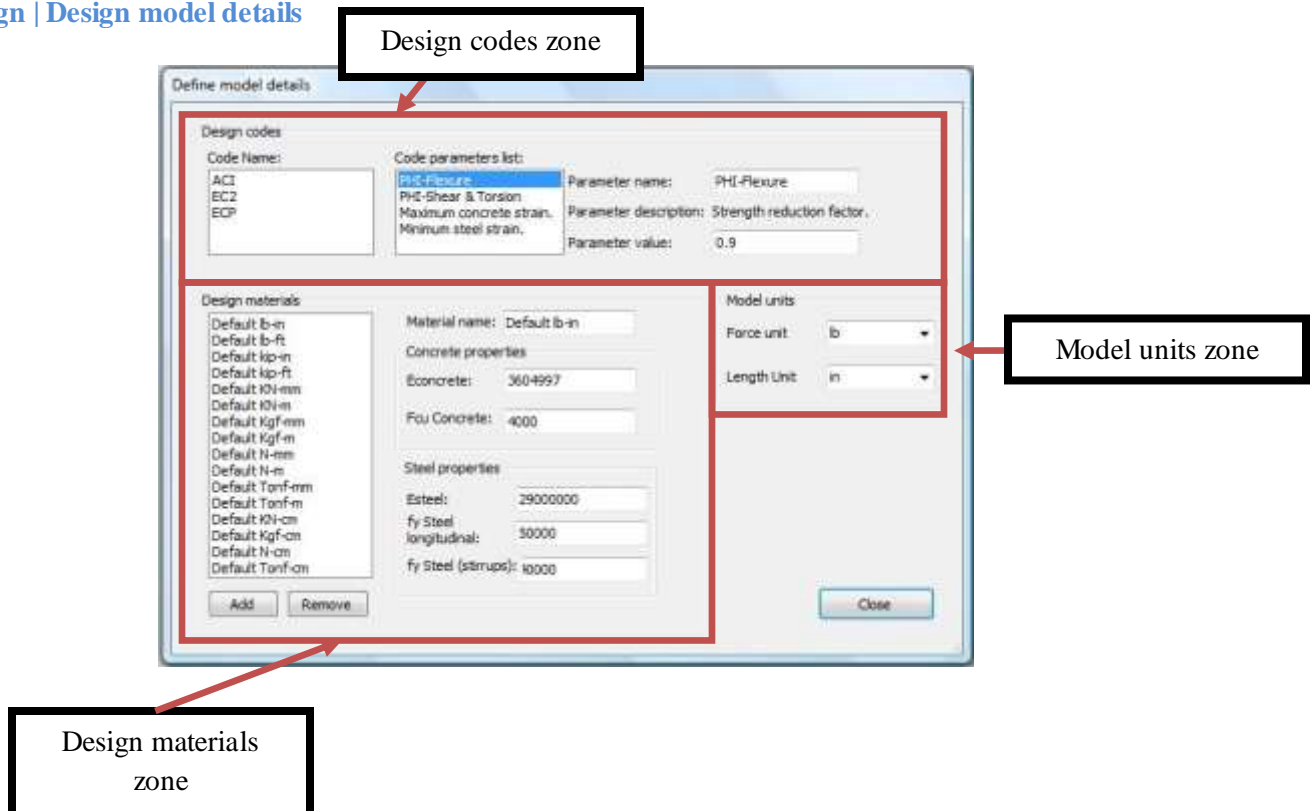 gn | Design model details
Design codes zone
Define model details
Design codes
Code Name:
ACI
EC2
ECP
Code parameters list:
PHI-Flexure
PHI-Shear & Torsion
Maximum concrete strain.
Minimum steel strain.
Parameter name: PHI-Flexure
Parameter description: Strength reduction factor.
Parameter value: 0.9
Design materials
Default lb-in
Default lb-ft
Default kip-in
Default kip-ft
Default KN-mm
Default KN-m
Default Kgf-mm
Default Kgf-m
Default N-mm
Default N-m
Default Tonf-mm
Default Tonf-m
Default KN-cm
Default Kgf-cm
Default N-cm
Default Tonf-cm
Add Remove
Material name: Default lb-in
Concrete properties
Econcrete: 3604997
Fcu Concrete: 4000
Steel properties
Esteel: 29000000
fy Steel
longitudinal:
fy Steel (stirrups):
Model units
Force unit lb
Length Unit in
Close
Model units zone
Design materials
zone